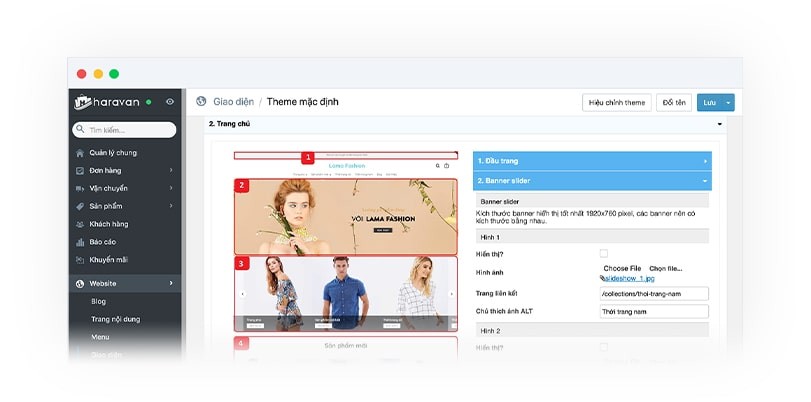 haravan
Tìm kiếm...
Quản lý chung
Đơn hàng
Vận chuyển
Sản phẩm
Khách hàng
Báo cáo
Khuyến mãi
Website
Blog
Trang nội dung
Menu
Giao diện
Giao diện / Theme mặc định
Hiệu chỉnh theme
Đổi tên
Lưu
2. Trang chủ
1
Lama Fashion
2
VỚI LAMA FASHION
3
4
Sản phẩm mới
1. Đầu trang
2. Banner slider
Banner slider
Kích thước banner hiển thị tốt nhất 1920x760 pixel, các banner nên có
kích thước bằng nhau.
Hình 1
Hiển thị?
Hình ảnh
Choose File Chọn file...
slideshow_1.jpg
Trang liên kết
/collections/thoi-trang-nam
Chú thích ảnh ALT
Thời trang nam
Hình 2
Hiển thị?